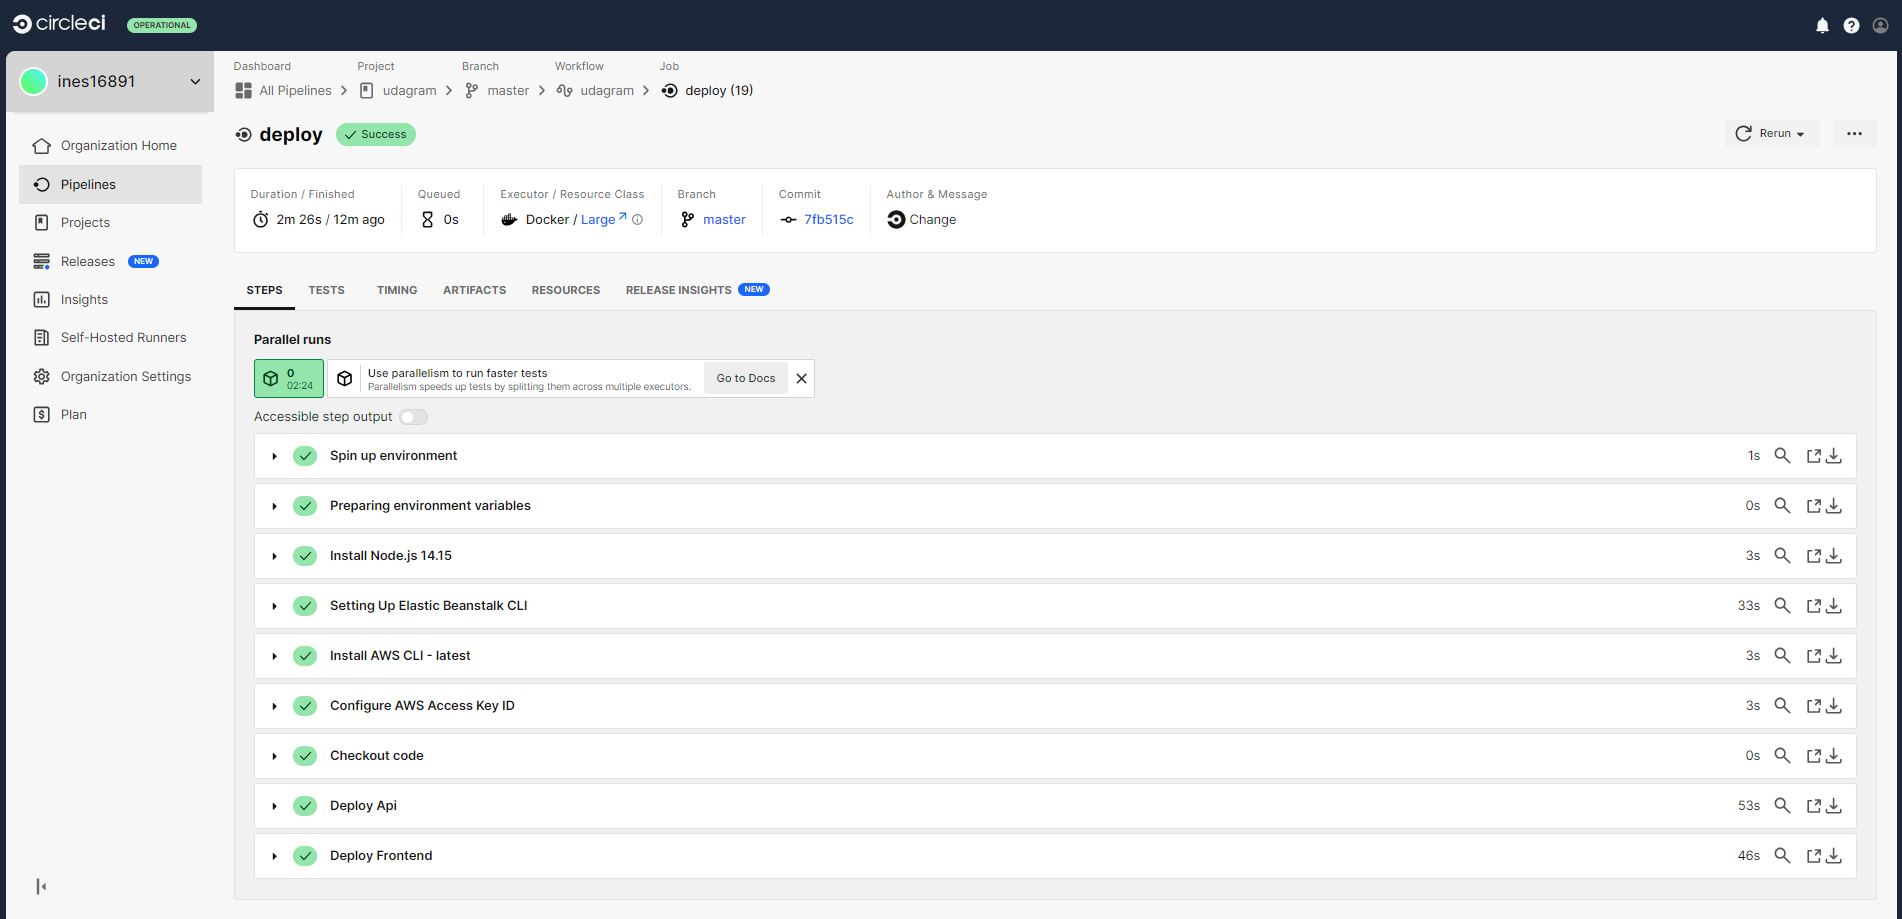 circleci
OPERATIONAL
ines16891
Organization Home
Pipelines
Projects
Releases NEW
Insights
Self-Hosted Runners
Organization Settings
Plan
Dashboard Project Branch Workflow Job
All Pipelines udagram master udagram deploy (19)
deploy Success
Rerun
Duration / Finished Queued Executor / Resource Class Branch Commit Author & Message
2m 26s / 12m ago 0s Docker / Large master 7fb515c Change
STEPS TESTS TIMING ARTIFACTS RESOURCES RELEASE INSIGHTS NEW
Parallel runs
0
02:24
Use parallelism to run faster tests
Parallelism speeds up tests by splitting them across multiple executors.
Go to Docs
Accessible step output
Spin up environment 1s
Preparing environment variables 0s
Install Node.js 14.15 3s
Setting Up Elastic Beanstalk CLI 33s
Install AWS CLI - latest 3s
Configure AWS Access Key ID 3s
Checkout code 0s
Deploy Api 53s
Deploy Frontend 46s